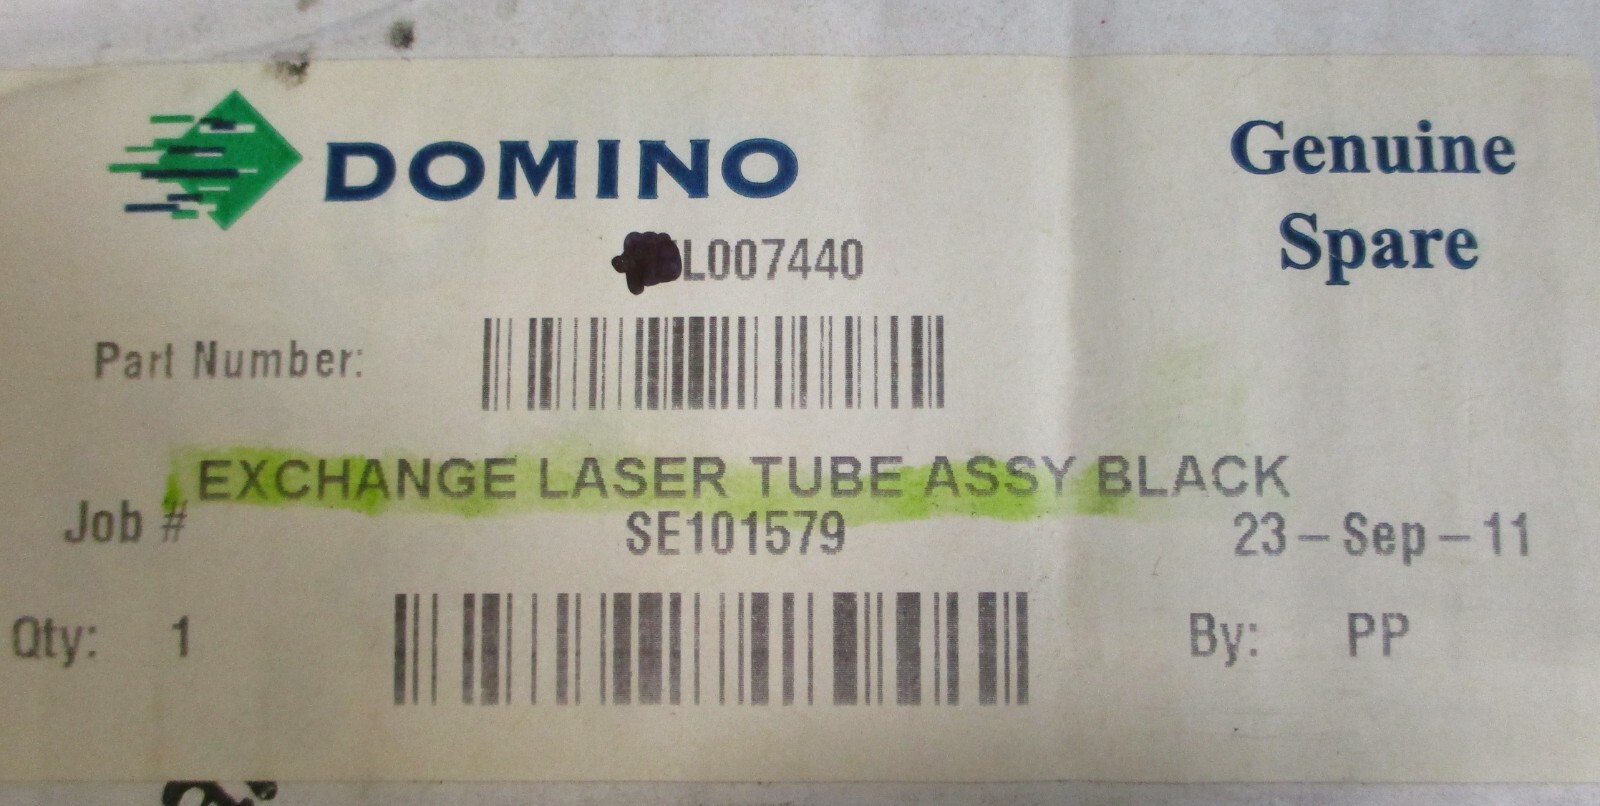 DOMINO
Genuine
Spare
L007440
Part Number:
EXCHANGE LASER TUBE ASSY BLACK
Job # SE101579 23-Sep-11
Qty: 1 By: PP